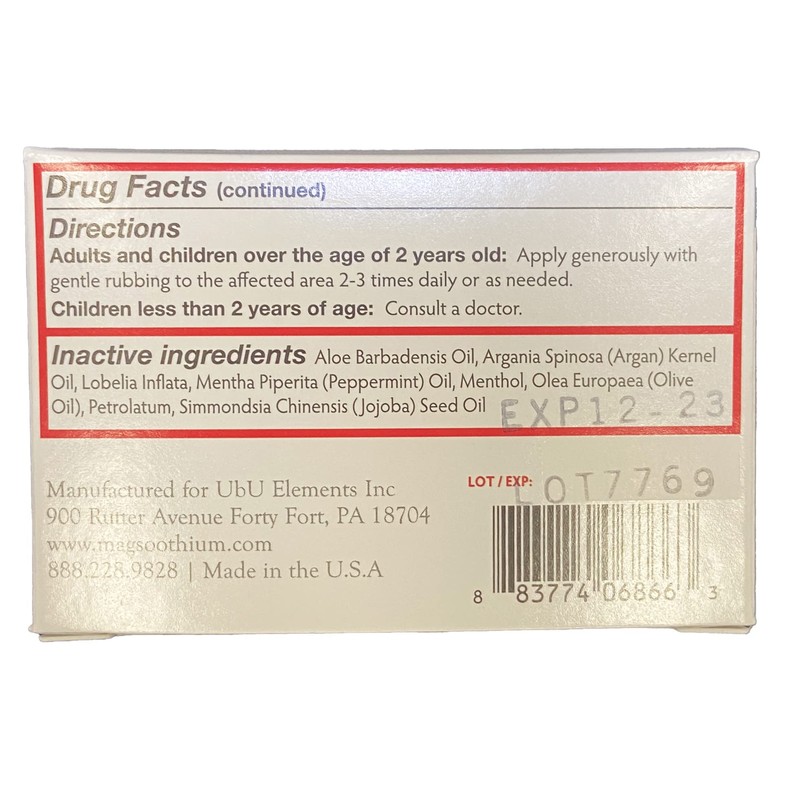 Drug Facts (continued)
Directions
Adults and children over the age of 2 years old: Apply generously with
gentle rubbing to the affected area 2-3 times daily or as needed.
Children less than 2 years of age: Consult a doctor.
Inactive ingredients Aloe Barbadensis Oil, Argania Spinosa (Argan) Kernel
Oil, Lobelia Inflata, Mentha Piperita (Peppermint) Oil, Menthol, Olea Europaea (Olive
Oil), Petrolatum, Simmondsia Chinensis (Jojoba) Seed Oil
EXP12-23
Manufactured for UbU Elements Inc
900 Rutter Avenue Forty Fort, PA 18704
www.magsoothium.com
888.228.9828 | Made in the U.S.A
LOT / EXP:
LOT7769
8 83774 06866 3